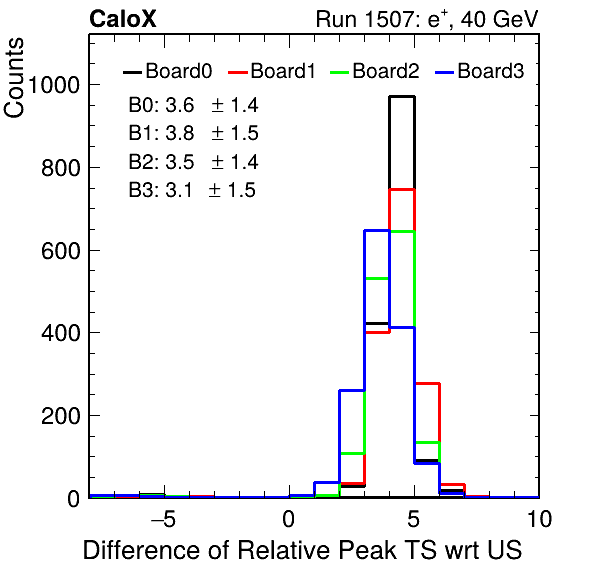 CaloX Run 1507: e⁺, 40 GeV
Counts
Board0 Board1 Board2 Board3
B0: 3.6 ± 1.4
B1: 3.8 ± 1.5
B2: 3.5 ± 1.4
B3: 3.1 ± 1.5
1000
800
600
400
200
0
−5 0 5 10
Difference of Relative Peak TS wrt US